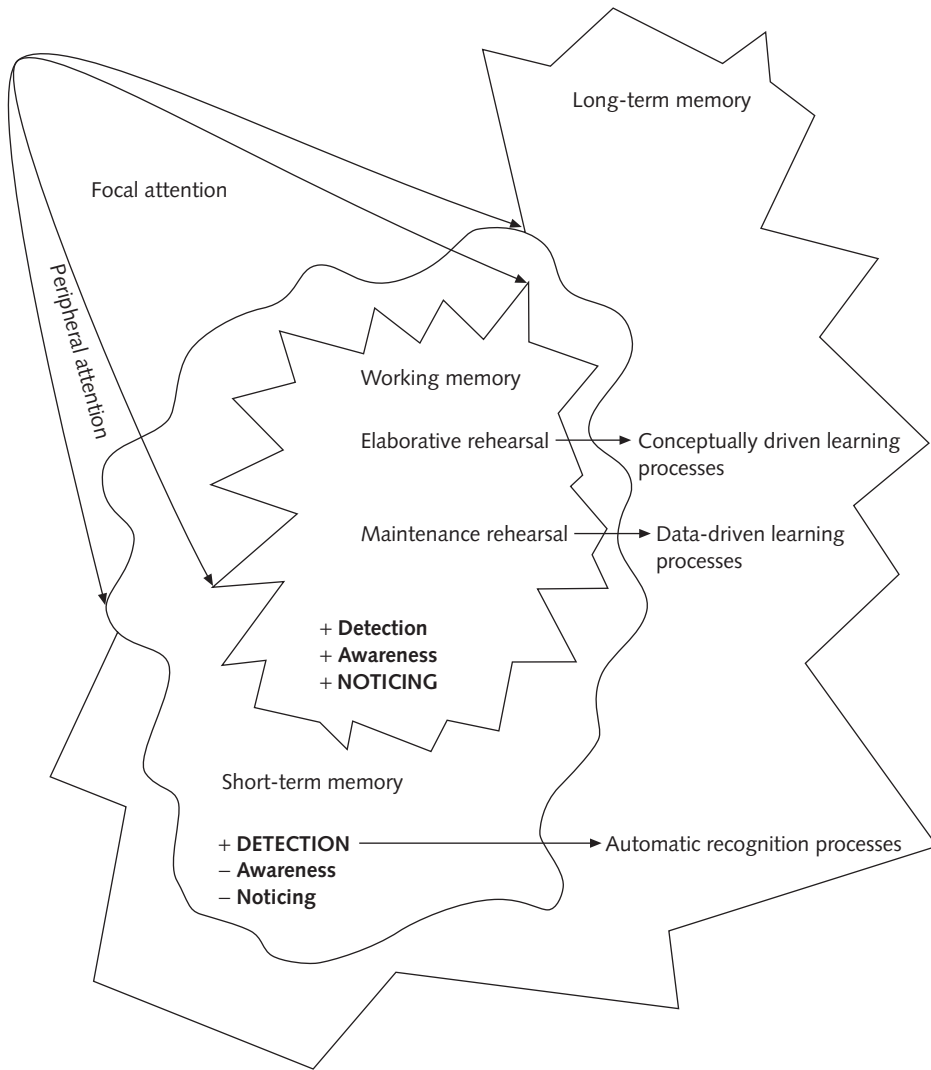 Long-term memory
Focal attention
Peripheral attention
Working memory
Elaborative rehearsal
Conceptually driven learning
processes
Maintenance rehearsal
Data-driven learning
processes
+ Detection
+ Awareness
+ NOTICING
Short-term memory
+ DETECTION
Automatic recognition processes
− Awareness
− Noticing